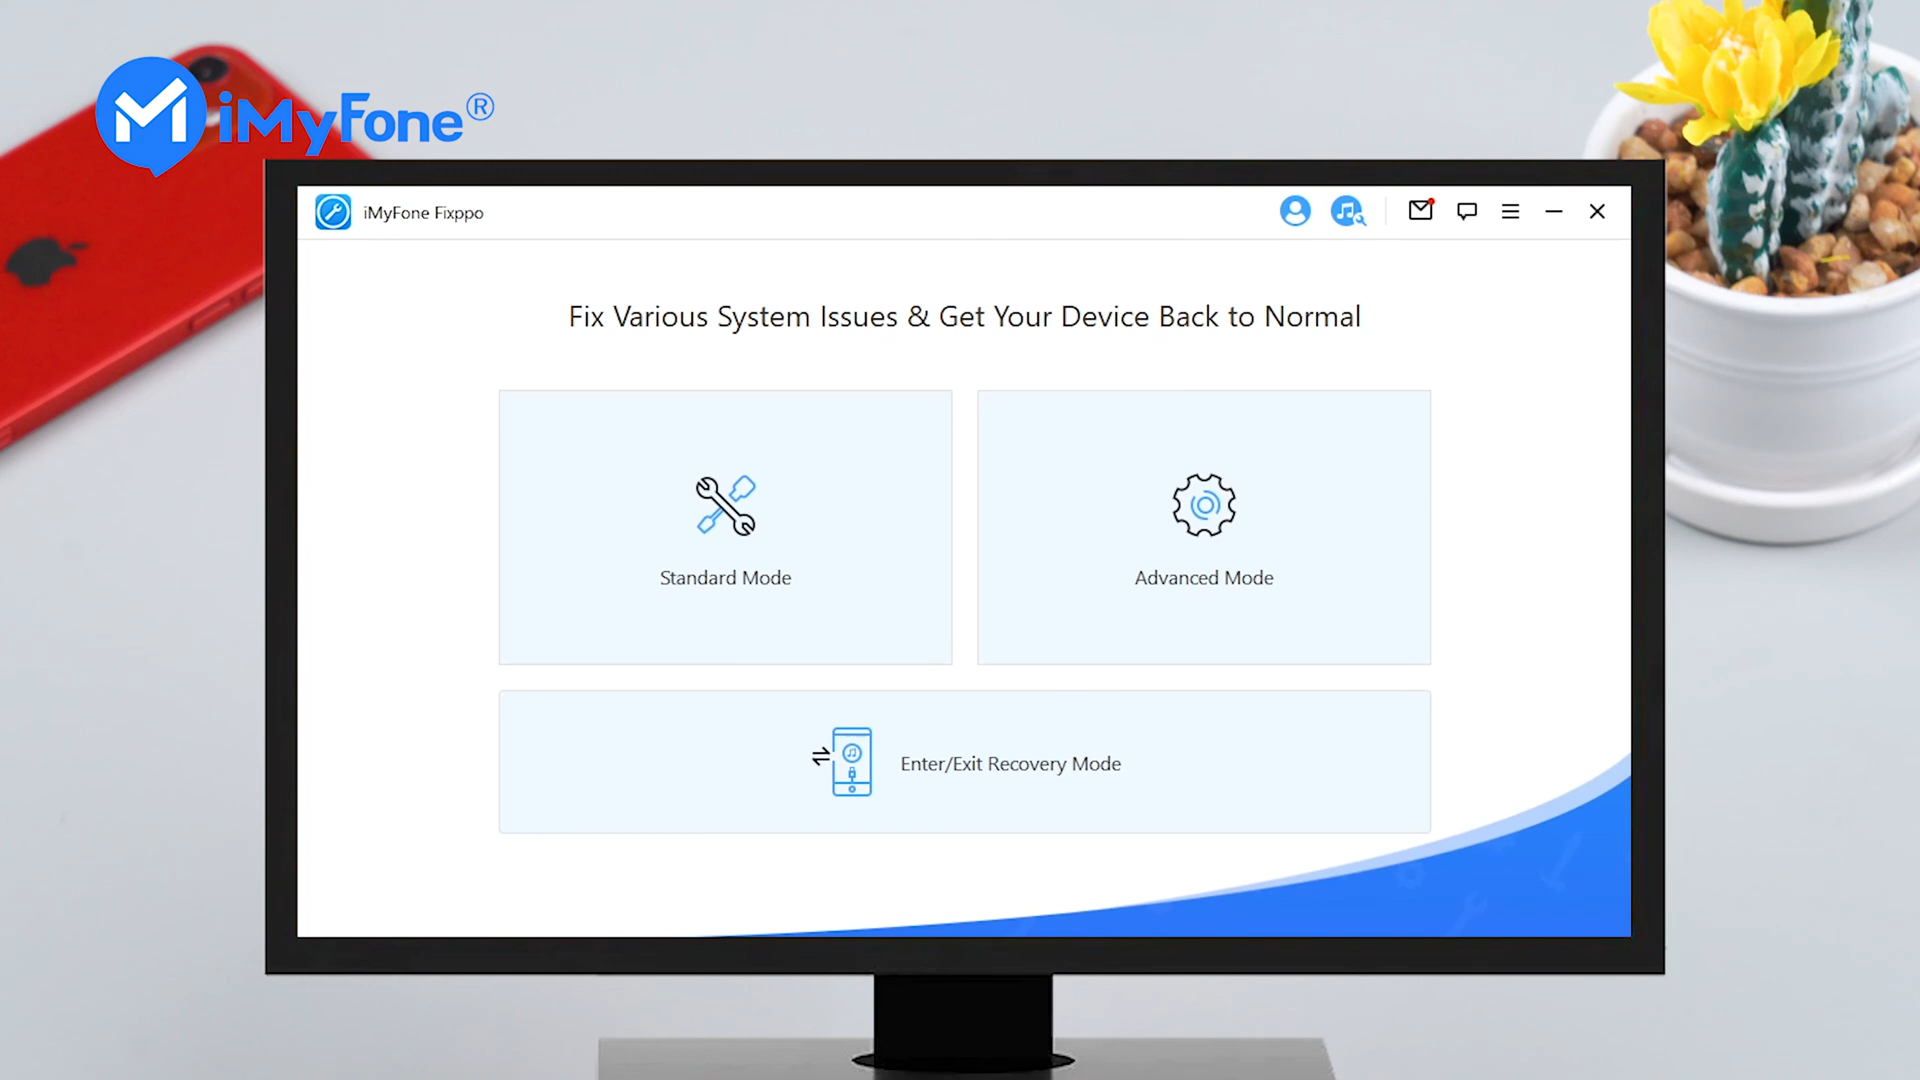 iMyFone®
iMyFone Fixppo
Fix Various System Issues & Get Your Device Back to Normal
Standard Mode
Advanced Mode
Enter/Exit Recovery Mode